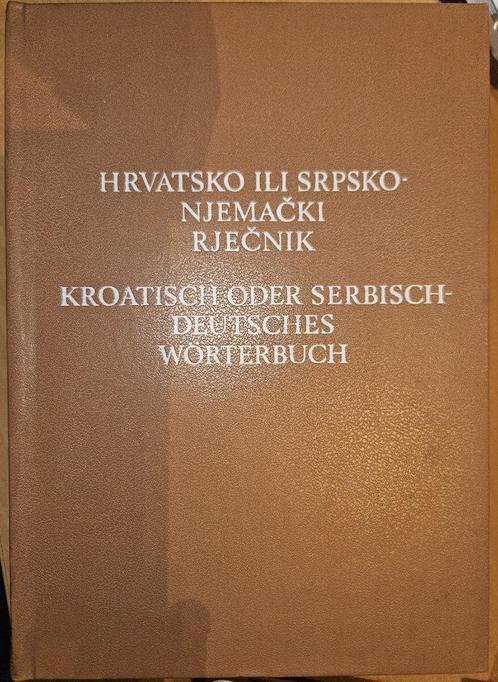 HRVATSKO ILI SRPSKO-
NJEMAČKI
RJEČNIK
KROATISCH ODER SERBISCH-
DEUTSCHES
WÖRTERBUCH